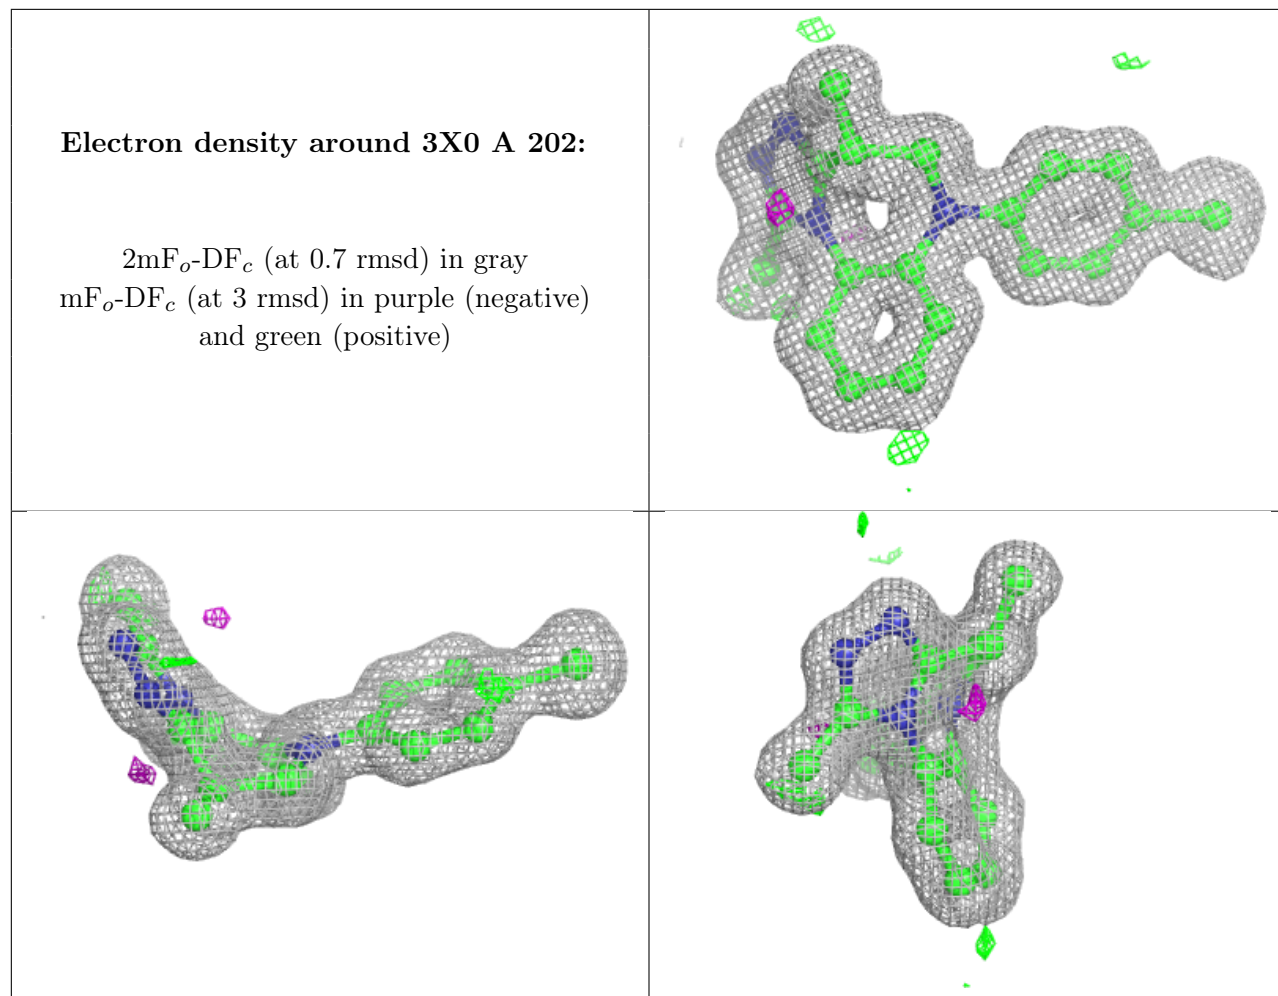 Electron density around 3X0 A 202:
2mFo-DFc (at 0.7 rmsd) in gray
mFo-DFc (at 3 rmsd) in purple (negative)
and green (positive)